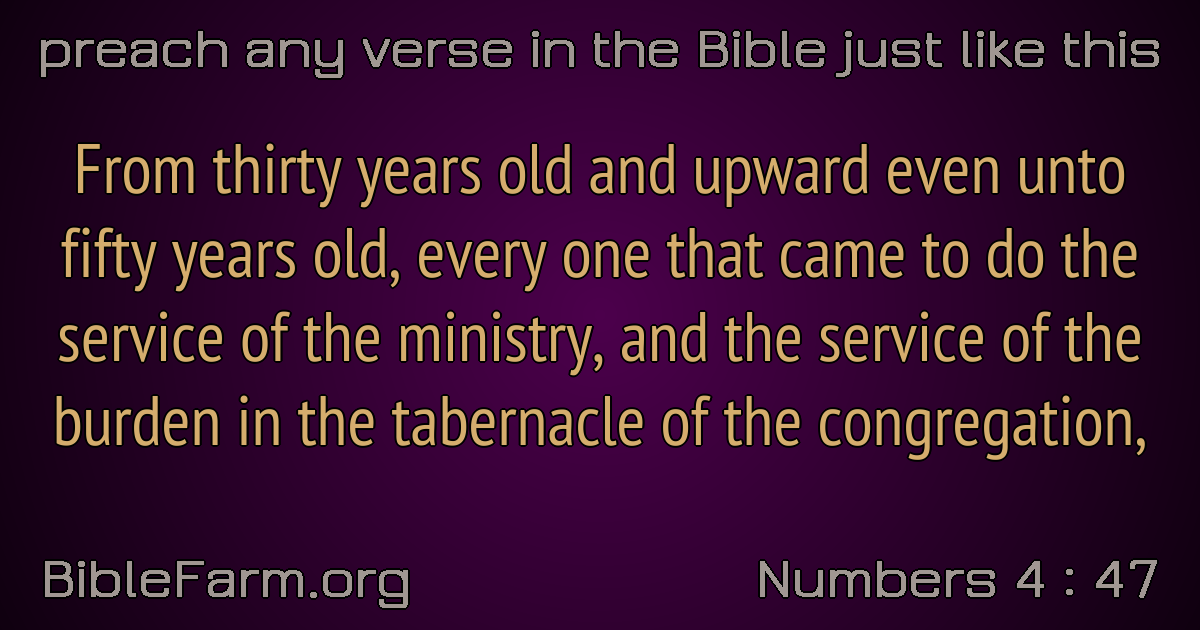 preach any verse in the Bible just like this
From thirty years old and upward even unto
fifty years old, every one that came to do the
service of the ministry, and the service of the
burden in the tabernacle of the congregation,
BibleFarm.org
Numbers 4 : 47